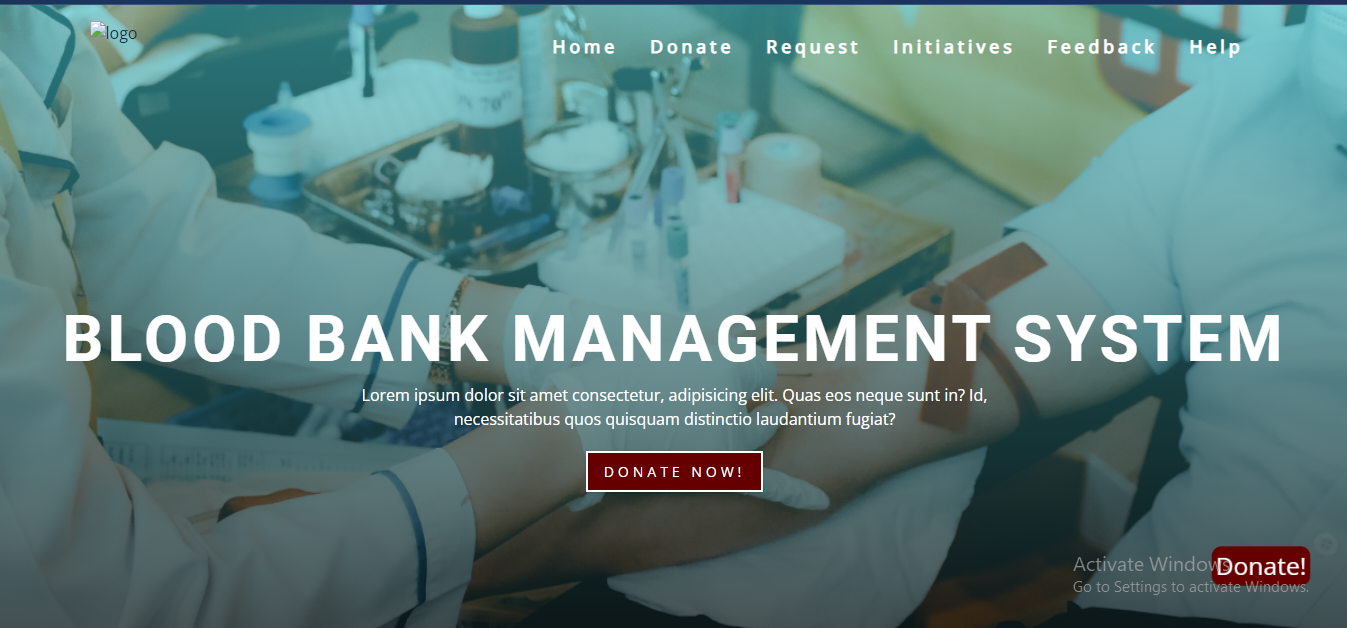 logo
Home Donate Request Initiatives Feedback Help
BLOOD BANK MANAGEMENT SYSTEM
Lorem ipsum dolor sit amet consectetur, adipisicing elit. Quas eos neque sunt in? Id,
necessitatibus quos quisquam distinctio laudantium fugiat?
DONATE NOW!
Activate Windows
Donate!
Go to Settings to activate Windows.